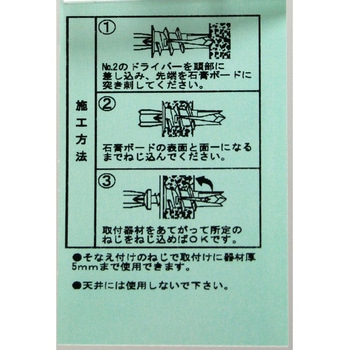 施工方法
①
No.2のドライバーを頭部に
差し込み、先端を石膏ボードに
突き刺してください。
②
石膏ボードの表面と面一になる
までねじ込んでください。
③
取付器材をあてがって所定の
ねじをねじ込めばOKです。
●そなえ付けのねじで取付けに器材厚
5mmまで使用できます。
●天井には使用しないで下さい。